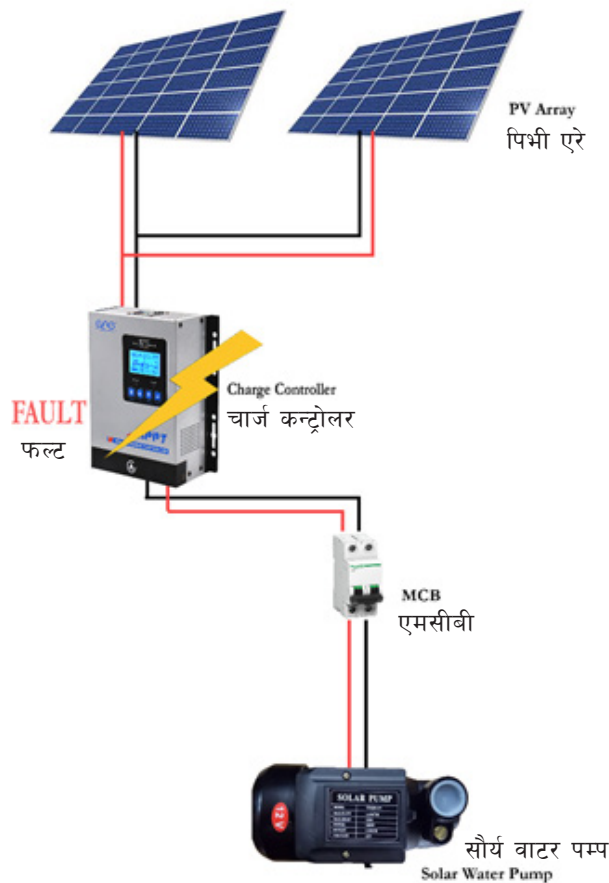 PV Array
पिभी एरे
FAULT
फल्ट
Charge Controller
चार्ज कन्ट्रोलर
MPPT
MCB
एमसीबी
SOLAR PUMP
12V
सौर्य वाटर पम्प
Solar Water Pump